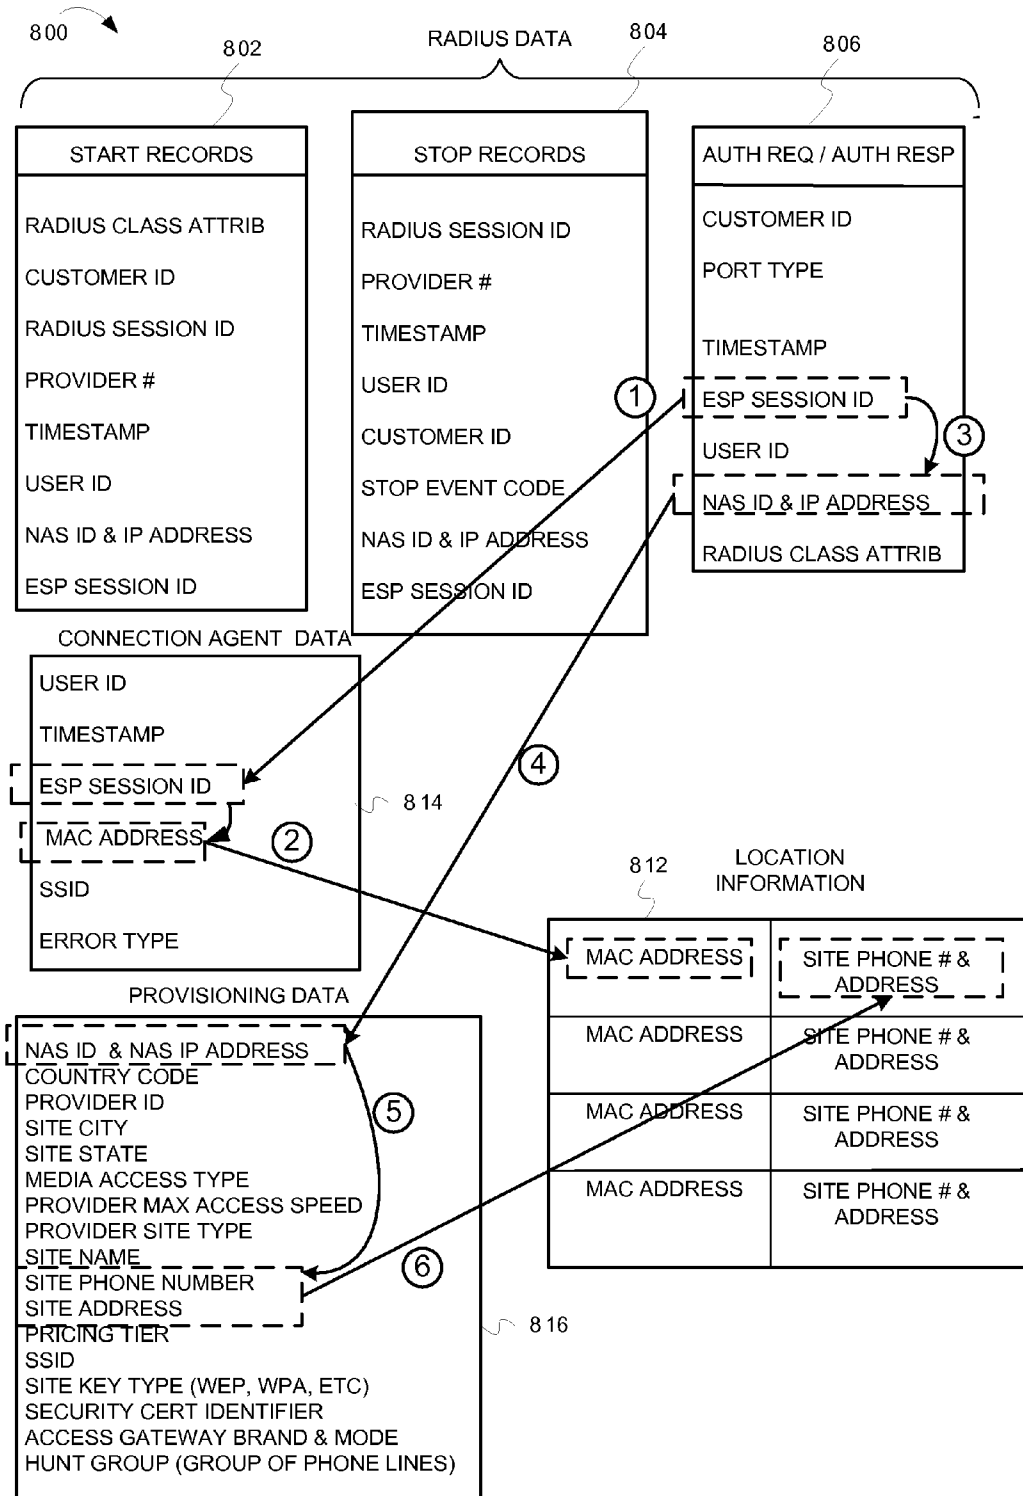 800
802
RADIUS DATA
804
806
START RECORDS
RADIUS CLASS ATTRIB
CUSTOMER ID
RADIUS SESSION ID
PROVIDER #
TIMESTAMP
USER ID
NAS ID & IP ADDRESS
ESP SESSION ID
STOP RECORDS
RADIUS SESSION ID
PROVIDER #
TIMESTAMP
USER ID
CUSTOMER ID
STOP EVENT CODE
NAS ID & IP ADDRESS
ESP SESSION ID
AUTH REQ / AUTH RESP
CUSTOMER ID
PORT TYPE
TIMESTAMP
ESP SESSION ID
USER ID
NAS ID & IP ADDRESS
RADIUS CLASS ATTRIB
1
3
CONNECTION AGENT DATA
USER ID
TIMESTAMP
ESP SESSION ID
MAC ADDRESS
SSID
ERROR TYPE
814
4
2
812
LOCATION
INFORMATION
MAC ADDRESS
SITE PHONE # &
ADDRESS
MAC ADDRESS
SITE PHONE # &
ADDRESS
MAC ADDRESS
SITE PHONE # &
ADDRESS
MAC ADDRESS
SITE PHONE # &
ADDRESS
PROVISIONING DATA
NAS ID & NAS IP ADDRESS
COUNTRY CODE
PROVIDER ID
SITE CITY
SITE STATE
MEDIA ACCESS TYPE
PROVIDER MAX ACCESS SPEED
PROVIDER SITE TYPE
SITE NAME
SITE PHONE NUMBER
SITE ADDRESS
PRICING TIER
SSID
SITE KEY TYPE (WEP, WPA, ETC)
SECURITY CERT IDENTIFIER
ACCESS GATEWAY BRAND & MODE
HUNT GROUP (GROUP OF PHONE LINES)
5
6
816